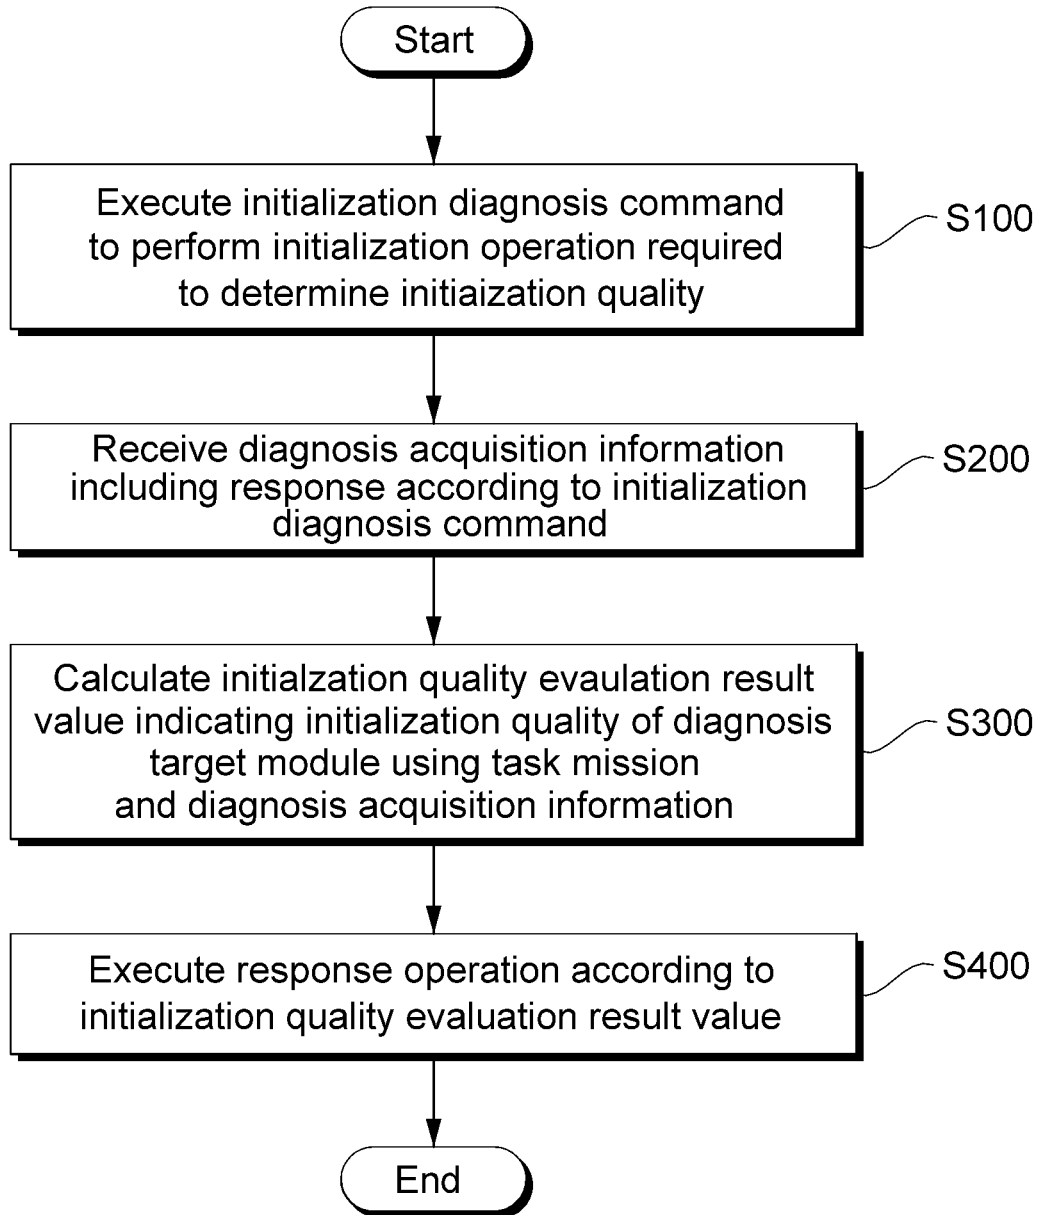 Start
Execute initialization diagnosis command
to perform initialization operation required
to determine initiaization quality
S100
Receive diagnosis acquisition information
including response according to initialization
diagnosis command
S200
Calculate initialzation quality evaulation result
value indicating initialization quality of diagnosis
target module using task mission
and diagnosis acquisition information
S300
Execute response operation according to
initialization quality evaluation result value
S400
End